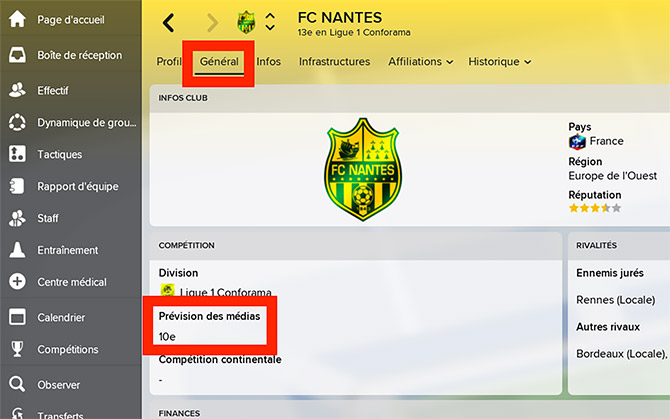 Page d'accueil
Boîte de réception
Effectif
Dynamique de grou...
Tactiques
Rapport d'équipe
Staff
Entraînement
Centre médical
Calendrier
Compétitions
Observer
Transferts
FC NANTES
13e en Ligue 1 Conforama
Profil Général Infos Infrastructures Affiliations Historique
INFOS CLUB
FC NANTES
Pays
France
Région
Europe de l'Ouest
Réputation
COMPÉTITION
Division
Ligue 1 Conforama
Prévision des médias
10e
Compétition continentale
-
FINANCES
RIVALITÉS
Ennemis jurés
Rennes (Locale)
Autres rivaux
Bordeaux (Locale),